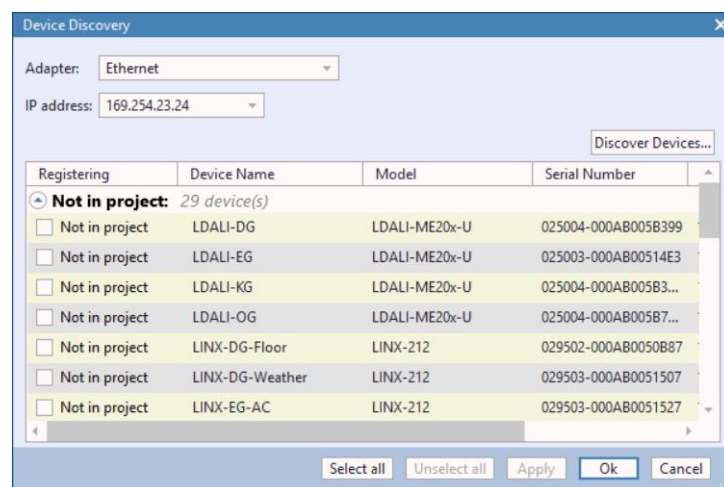 Device Discovery
Adapter: Ethernet
IP address: 169.254.23.24
Discover Devices...
Registering Device Name Model Serial Number
Not in project: 29 device(s)
Not in project LDALI-DG LDALI-ME20x-U 025004-000AB005B399
Not in project LDALI-EG LDALI-ME20x-U 025003-000AB00514E3
Not in project LDALI-KG LDALI-ME20x-U 025004-000AB005B3...
Not in project LDALI-OG LDALI-ME20x-U 025004-000AB005B7...
Not in project LINX-DG-Floor LINX-212 029502-000AB0050B87
Not in project LINX-DG-Weather LINX-212 029503-000AB0051507
Not in project LINX-EG-AC LINX-212 029503-000AB0051527
Select all Unselect all Apply Ok Cancel